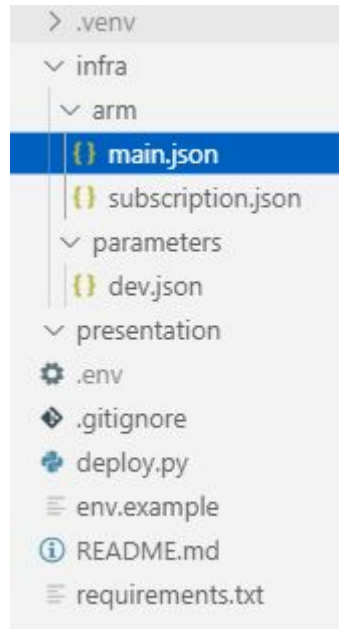 .venv
infra
arm
{} main.json
{} subscription.json
parameters
{} dev.json
presentation
.env
.gitignore
deploy.py
env.example
README.md
requirements.txt